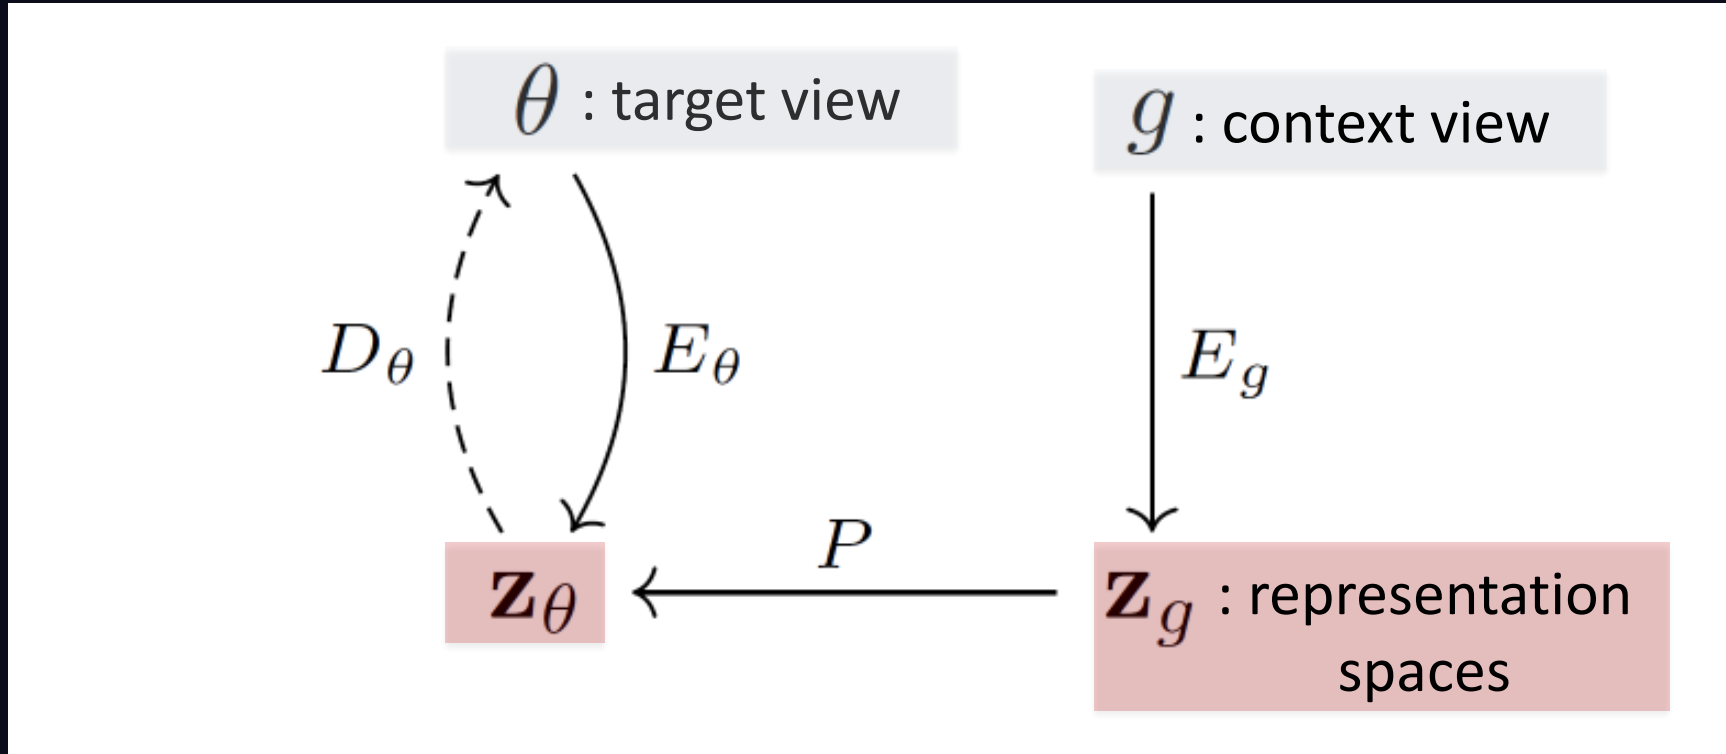 θ : target view
g : context view
D_θ
E_θ
E_g
P
z_θ
z_g : representation
spaces